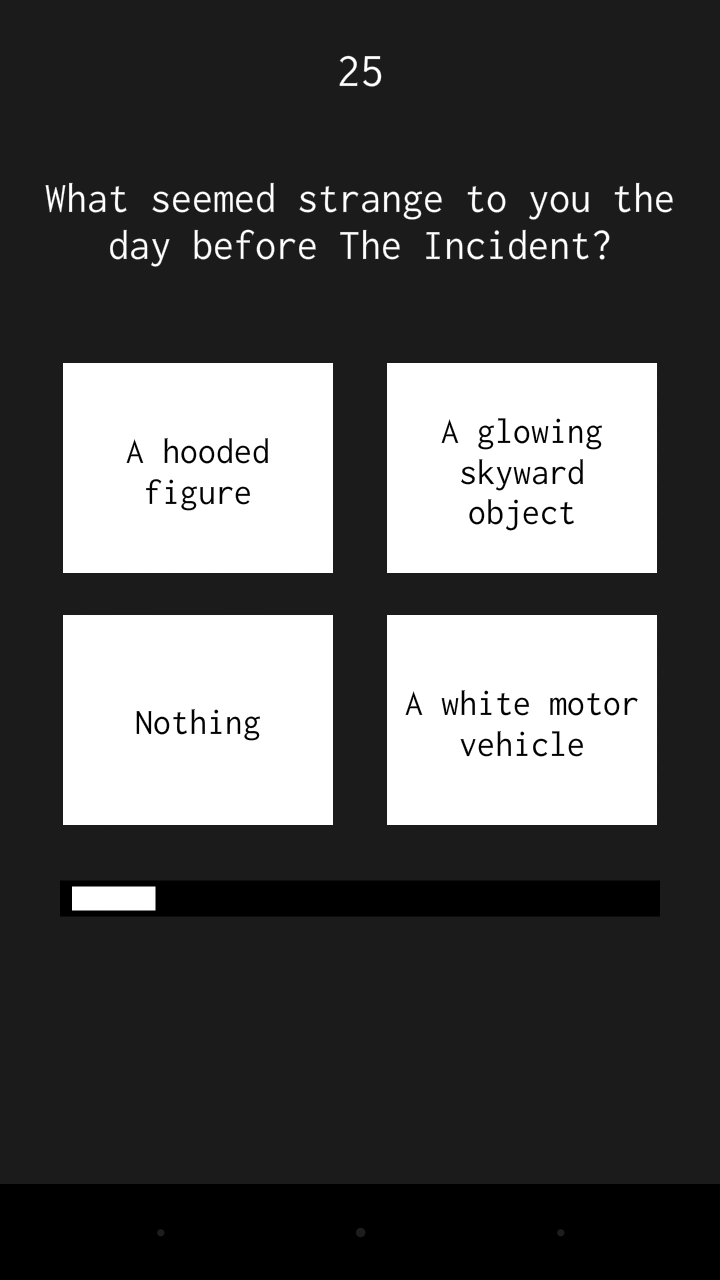 25
What seemed strange to you the
day before The Incident?
A hooded
figure
A glowing
skyward
object
Nothing
A white motor
vehicle